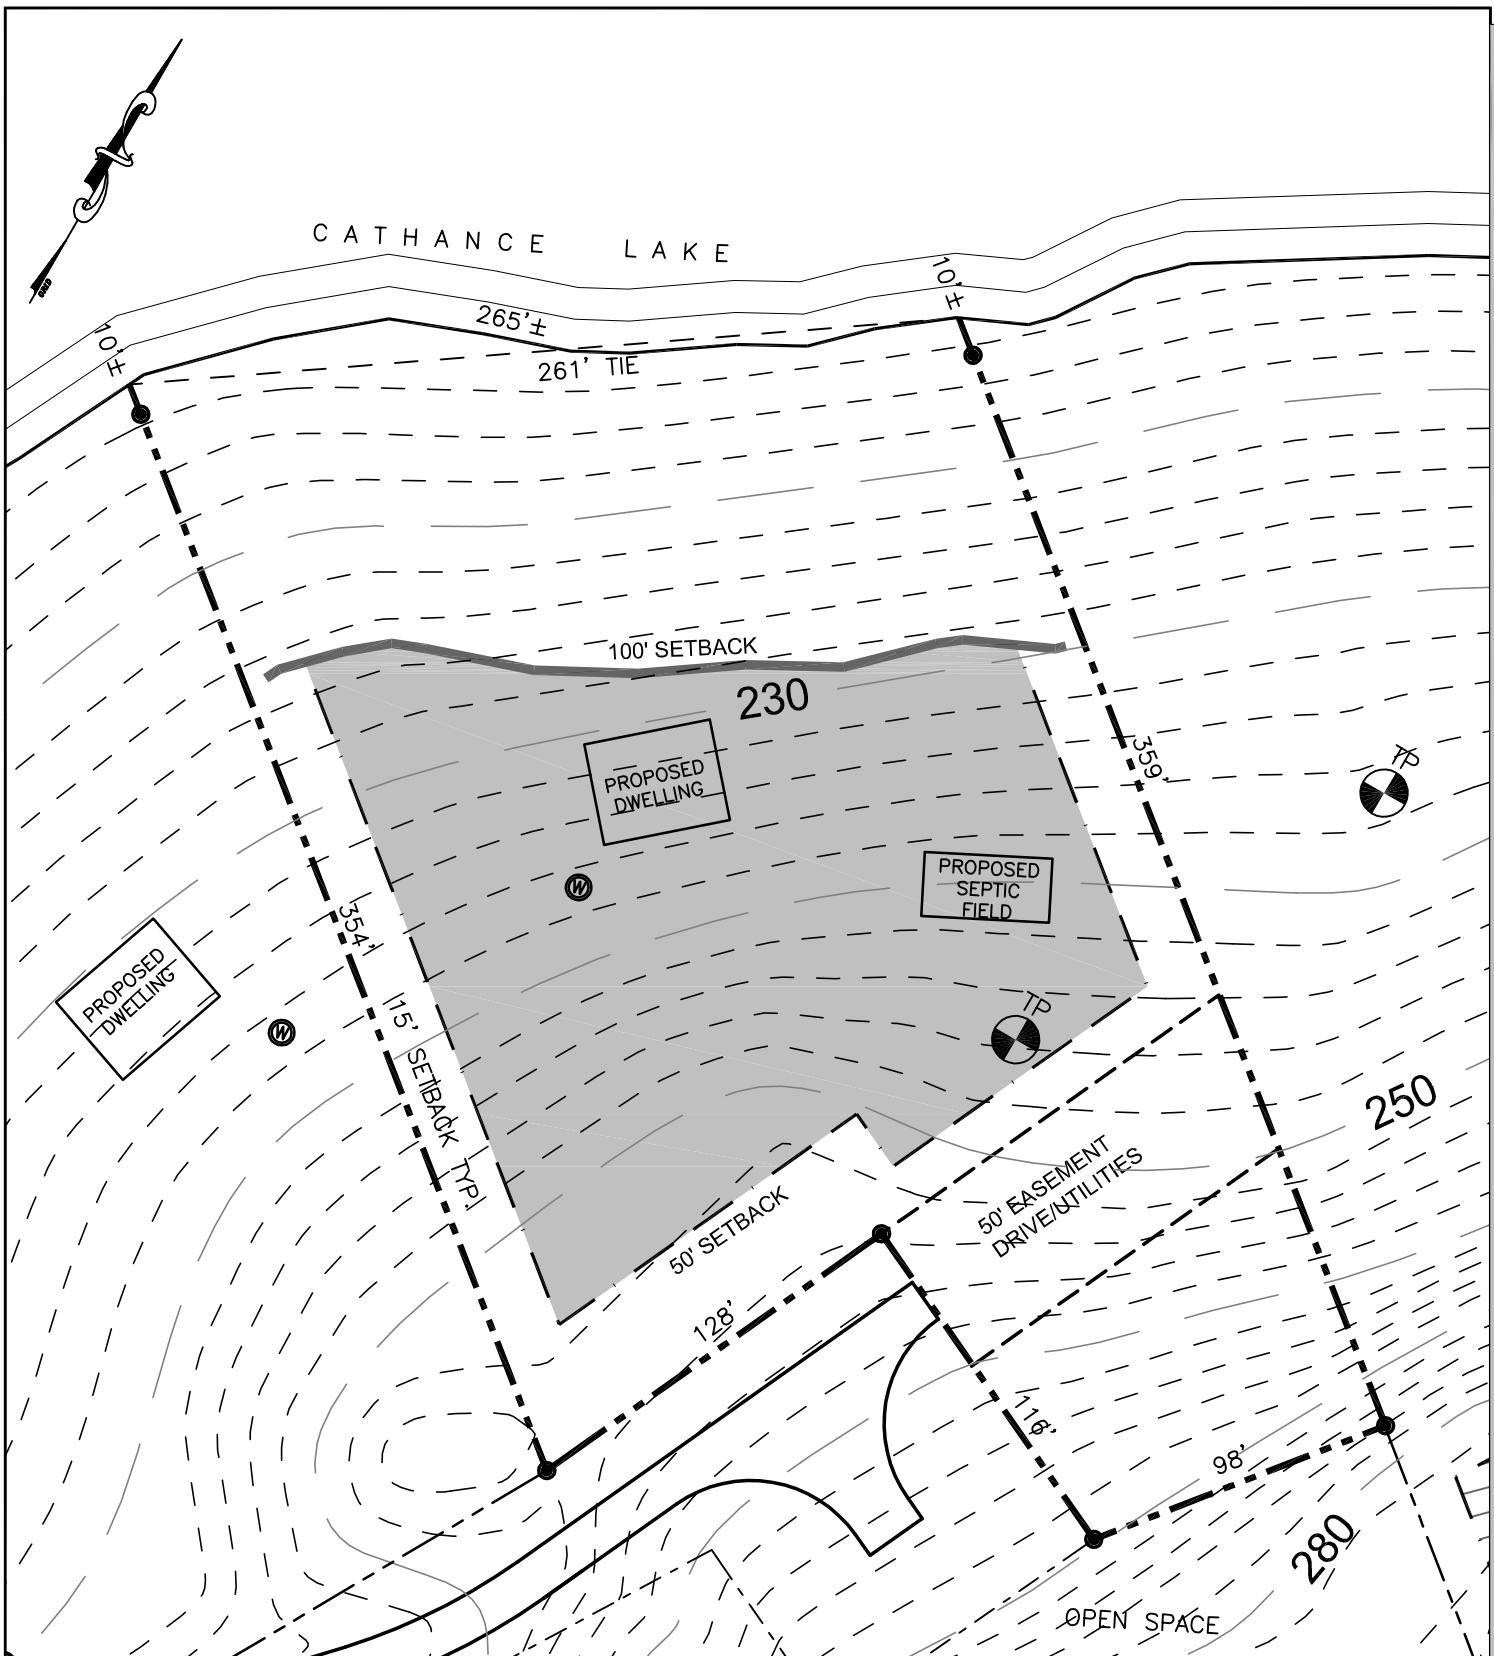 CATHANCE LAKE
10'±
10'±
265'±
261' TIE
100' SETBACK
230
PROPOSED
DWELLING
359'
TP
W
PROPOSED
SEPTIC
FIELD
354'
PROPOSED
DWELLING
W
15' SETBACK TYP.
TP
250
50' EASEMENT
DRIVE/UTILITIES
50' SETBACK
128'
116'
98'
280
OPEN SPACE